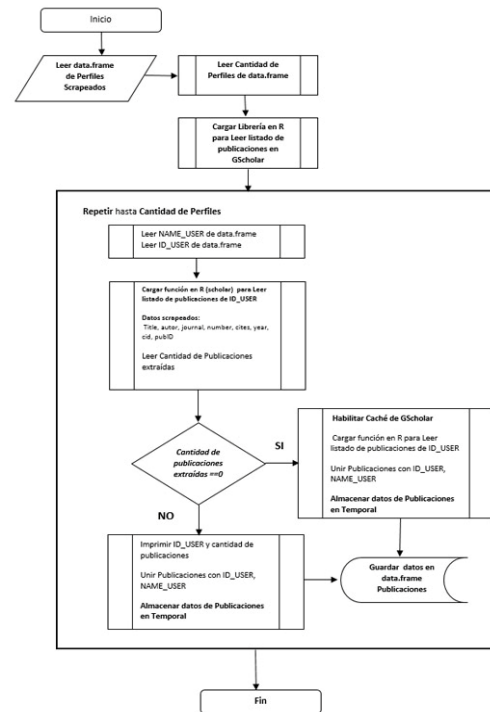 Inicio
Leer data.frame
de Perfiles
Scrapeados
Leer Cantidad de
Perfiles de data.frame
Cargar Librería en R
para Leer listado de
publicaciones en
GScholar
Repetir hasta Cantidad de Perfiles
Leer NAME_USER de data.frame
Leer ID_USER de data.frame
Cargar función en R (scholar) para Leer
listado de publicaciones de ID_USER
Datos scrapeados:
Title, autor, journal, number, cites, year,
cid, pubID
Leer Cantidad de Publicaciones
extraídas
Cantidad de
publicaciones
extraídas ==0
SI
Habilitar Caché de GScholar
Cargar función en R para Leer
listado de publicaciones de ID_USER
Unir Publicaciones con ID_USER,
NAME_USER
Almacenar datos de Publicaciones
en Temporal
NO
Imprimir ID_USER y cantidad de
publicaciones
Unir Publicaciones con ID_USER,
NAME_USER
Almacenar datos de Publicaciones
en Temporal
Guardar datos en
data.frame
Publicaciones
Fin